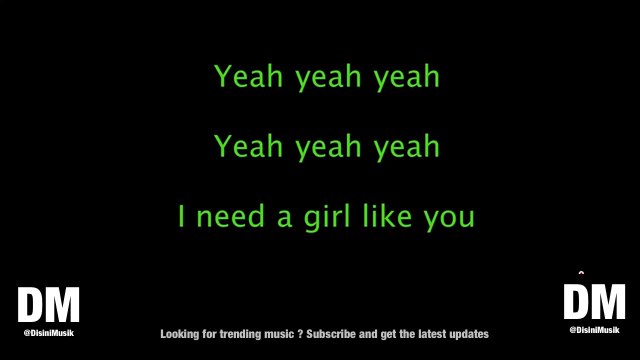 Yeah yeah yeah
Yeah yeah yeah
I need a girl like you
DM
@DisiniMusik
DM
@DisiniMusik
Looking for trending music ? Subscribe and get the latest updates